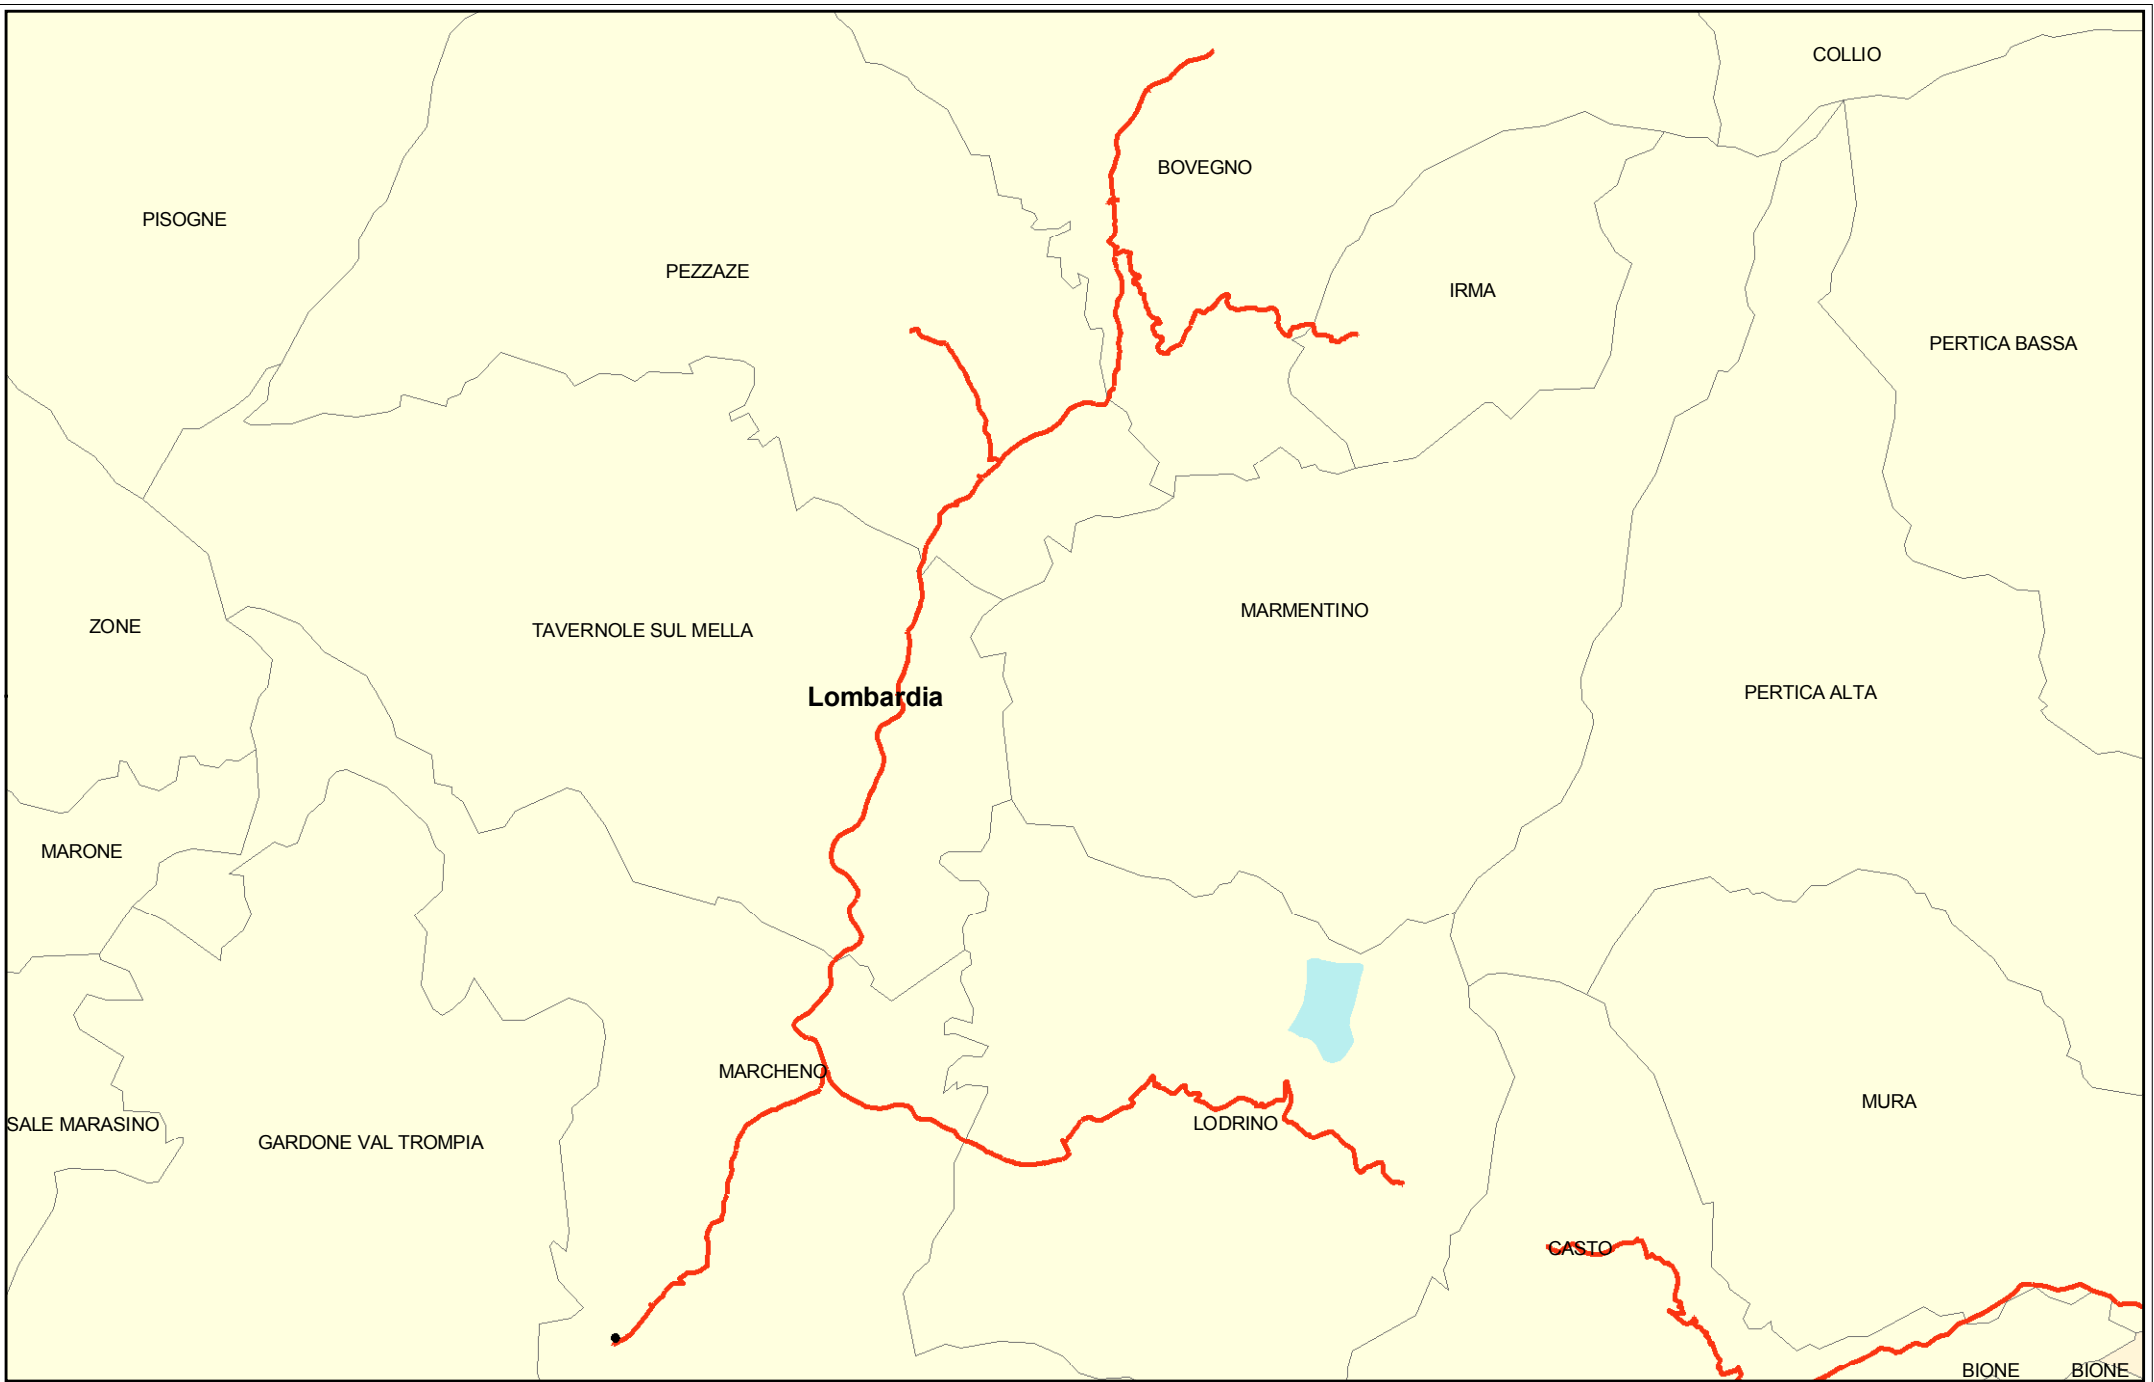 COLLIO
BOVEGNO
PISOGNE
PEZZAZE
IRMA
PERTICA BASSA
MARMENTINO
ZONE
TAVERNOLE SUL MELLA
Lombardia
PERTICA ALTA
MARONE
MARCHENO
MURA
SALE MARASINO
LODRINO
GARDONE VAL TROMPIA
CASTO
BIONE
BIONE